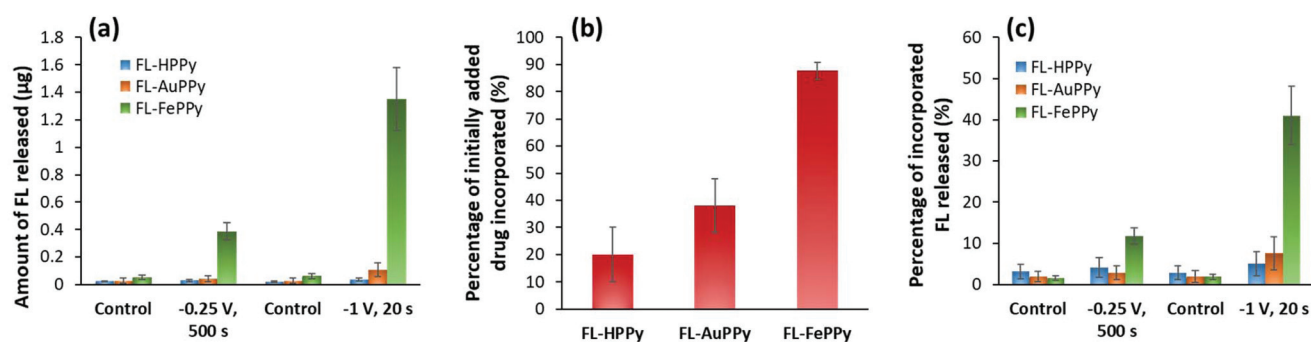 (a)
Amount of FL released (µg)
1.8
1.6
1.4
1.2
1
0.8
0.6
0.4
0.2
0
FL-HPPy
FL-AuPPy
FL-FePPy
Control
-0.25 V,
500 s
Control
-1 V, 20 s
(b)
Percentage of initially added
drug incorporated (%)
100
90
80
70
60
50
40
30
20
10
0
FL-HPPy
FL-AuPPy
FL-FePPy
(c)
Percentage of incorporated
FL released (%)
60
50
40
30
20
10
0
FL-HPPy
FL-AuPPy
FL-FePPy
Control
-0.25 V,
500 s
Control
-1 V, 20 s